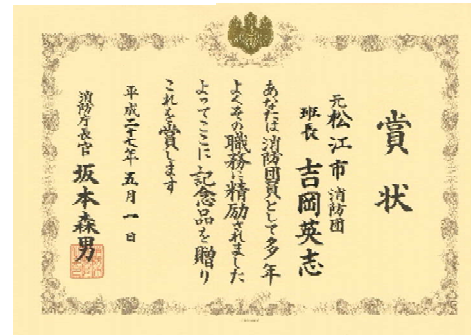 賞状
元松江市消防団
班長 吉岡英志
あなたは消防団員として多年
よくその職務に精励されました
よってここに記念品を贈り
これを賞します
平成二十七年五月一日
消防庁長官 坂本森男